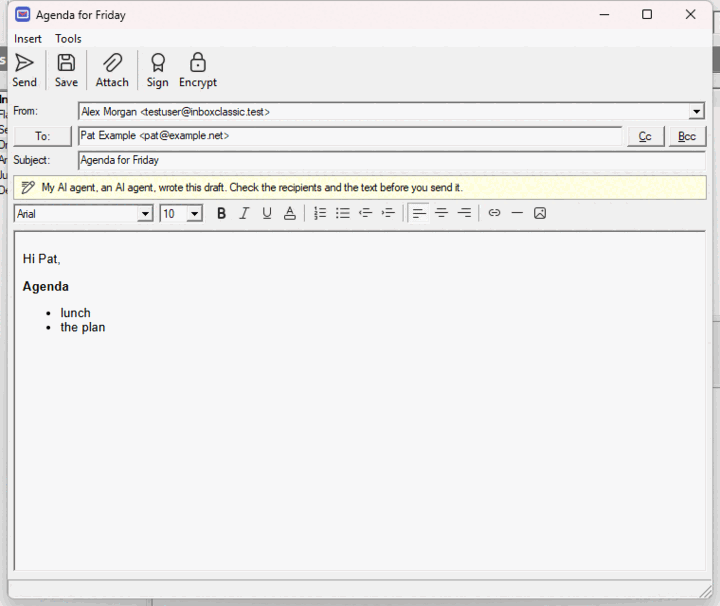 Agenda for Friday
Insert Tools
Send Save Attach Sign Encrypt
From: Alex Morgan <testuser@inboxclassic.test>
To: Pat Example <pat@example.net> Cc Bcc
Subject: Agenda for Friday
My AI agent, an AI agent, wrote this draft. Check the recipients and the text before you send it.
Arial 10 B I U A
Hi Pat,
Agenda
• lunch
• the plan